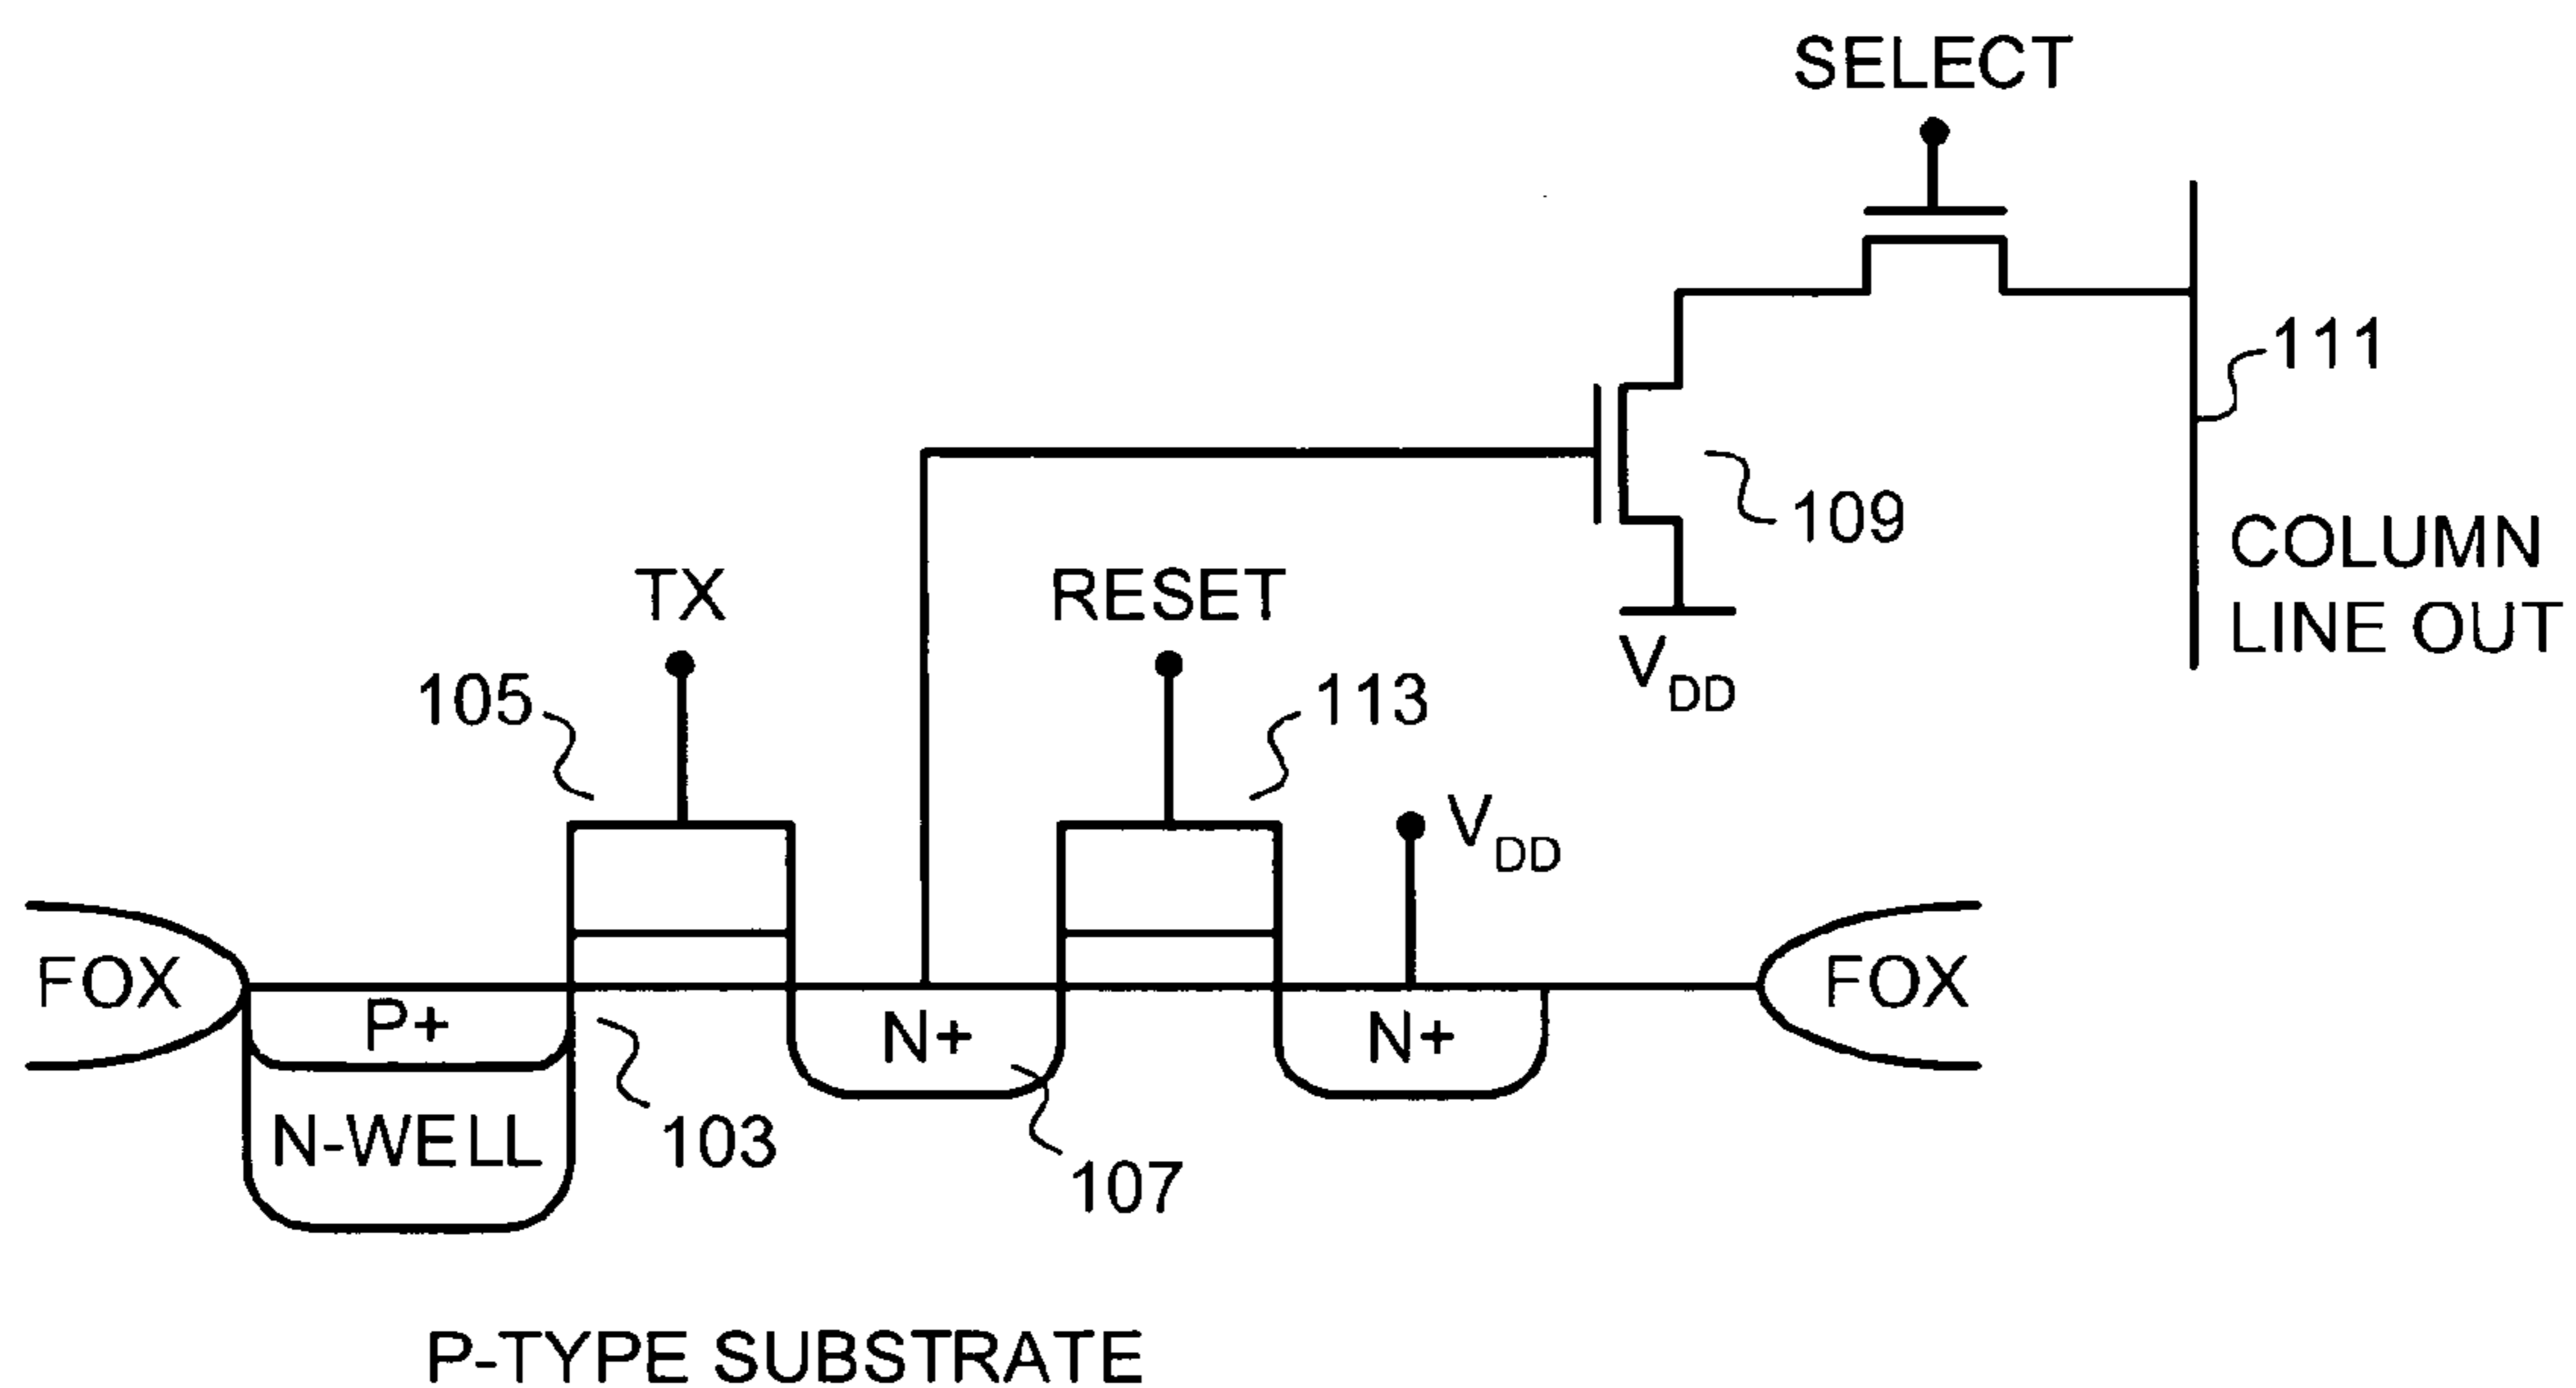 SELECT
111
109
COLUMN
LINE OUT
TX
RESET
VDD
105
113
VDD
FOX
P+
N+
N+
FOX
N-WELL
103
107
P-TYPE SUBSTRATE